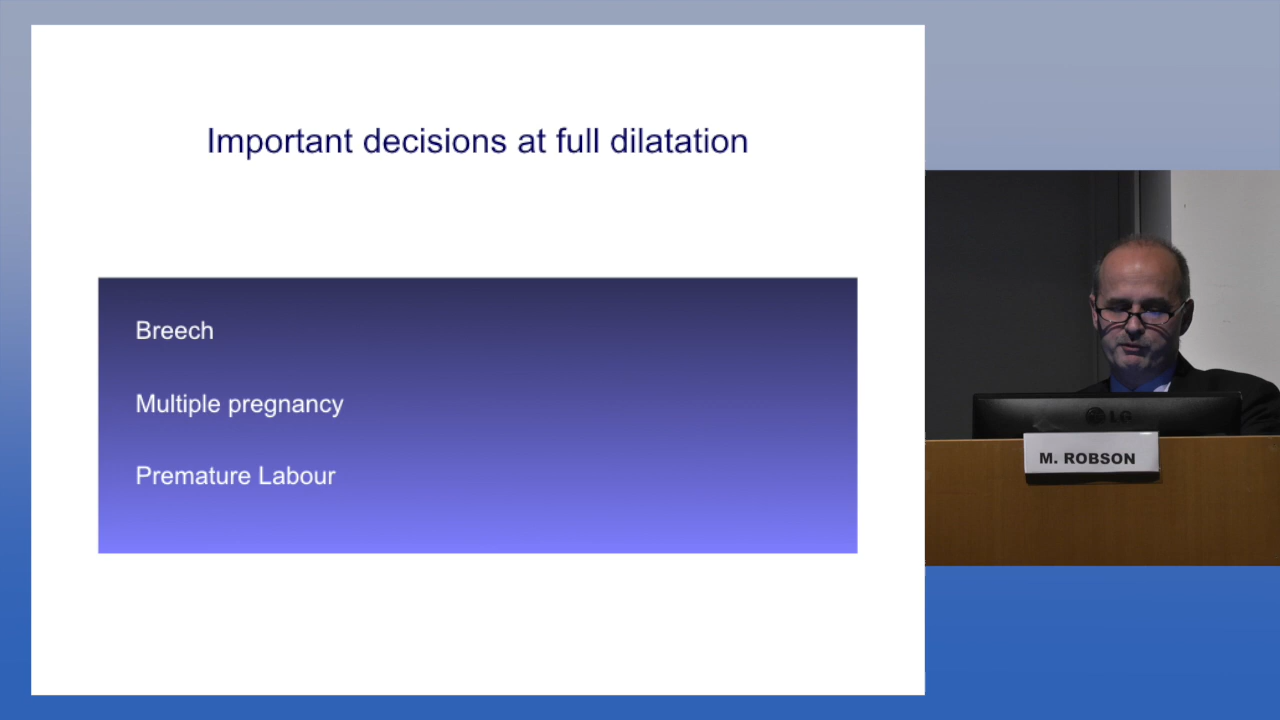 Important decisions at full dilatation
Breech
Multiple pregnancy
Premature Labour
LG
M. ROBSON